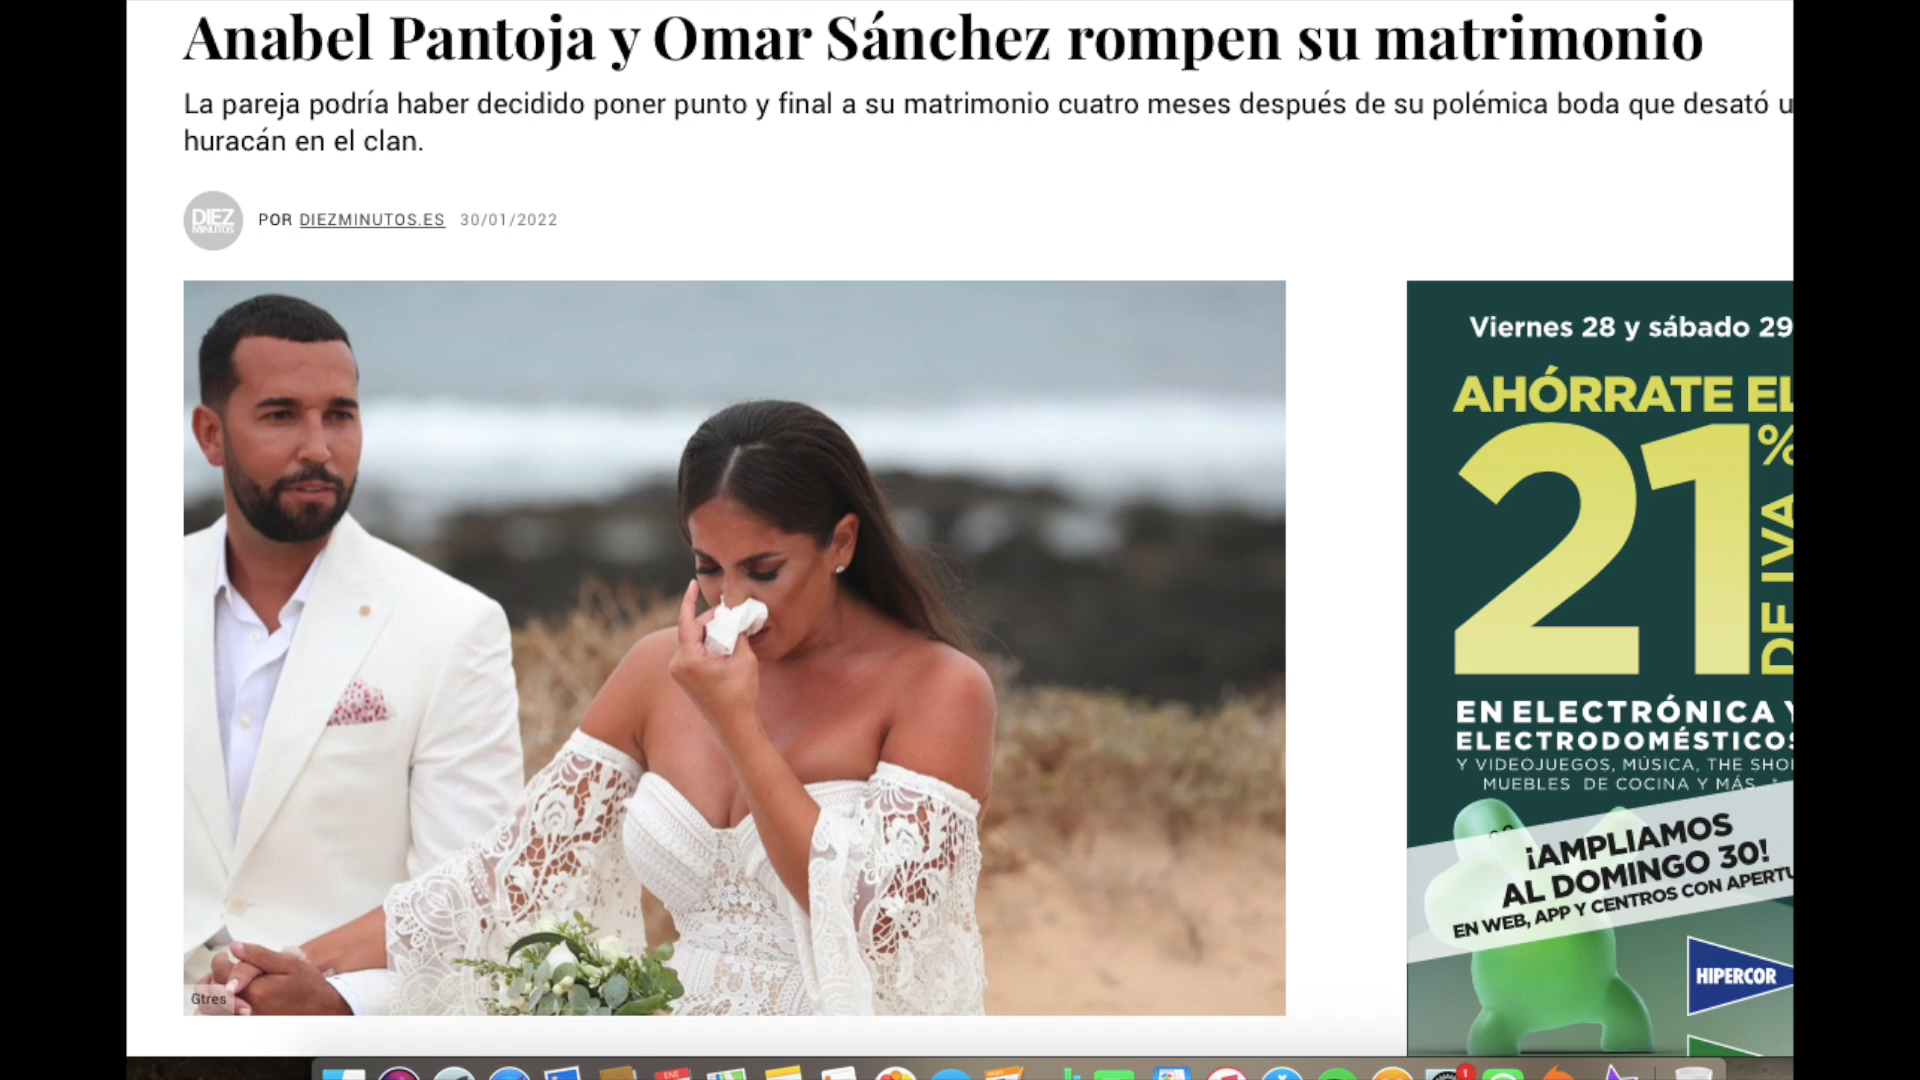 Anabel Pantoja y Omar Sánchez rompen su matrimonio
La pareja podría haber decidido poner punto y final a su matrimonio cuatro meses después de su polémica boda que desató u
huracán en el clan.
DIEZ
MINUTOS
POR DIEZMINUTOS.ES 30/01/2022
Gtres
Viernes 28 y sábado 29
AHÓRRATE EL
21%
DE IVA
EN ELECTRÓNICA Y
ELECTRODOMÉSTICOS
Y VIDEOJUEGOS, MÚSICA, THE SHO
MUEBLES DE COCINA Y MÁS...*
¡AMPLIAMOS
AL DOMINGO 30!
EN WEB, APP Y CENTROS CON APERTU
HIPERCOR
ENE
1